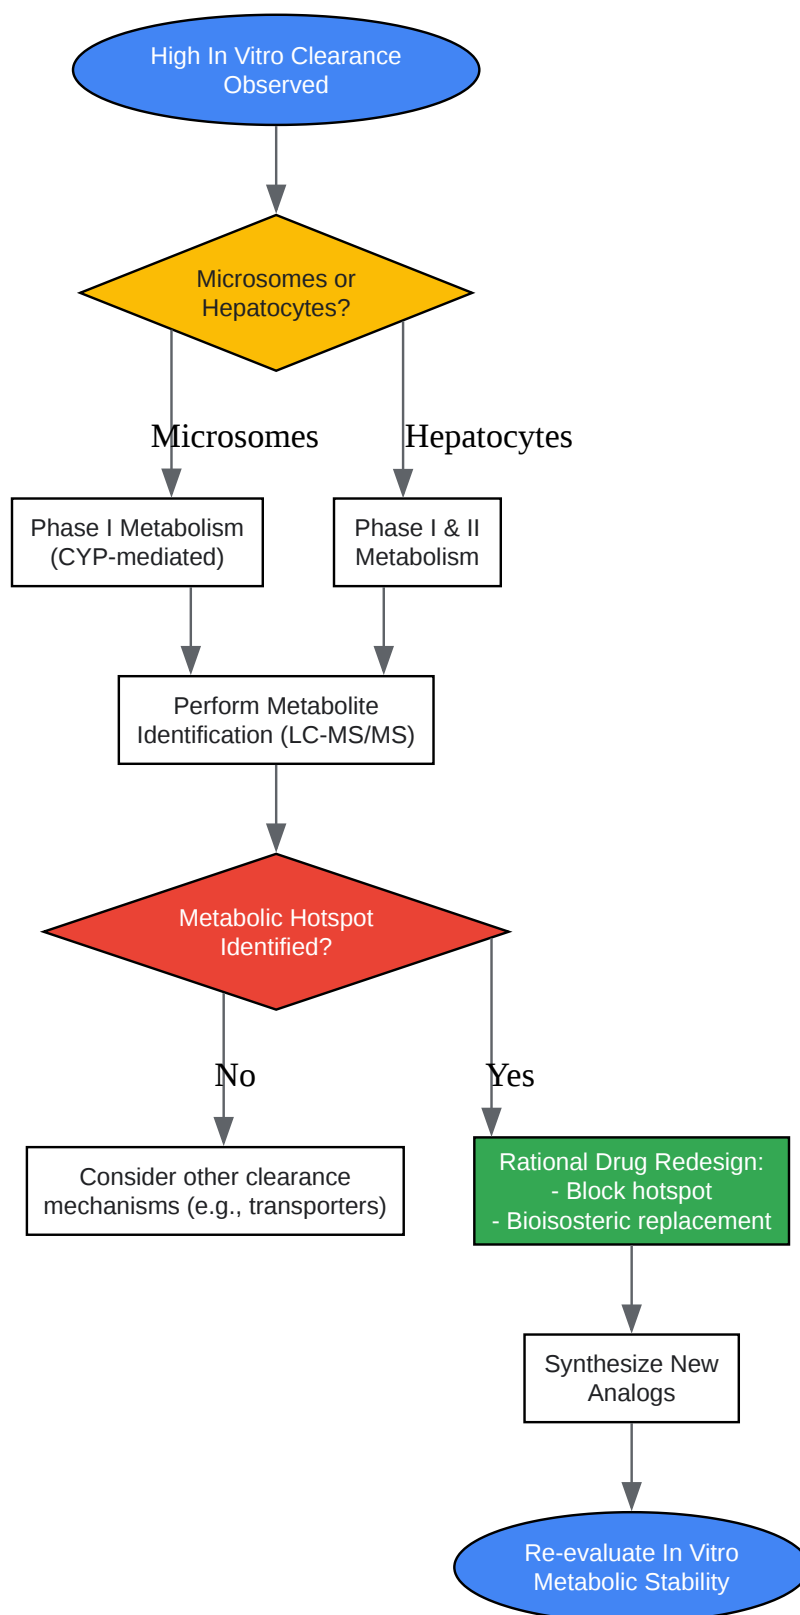 High In Vitro Clearance
Observed
Microsomes or
Hepatocytes?
Microsomes
Hepatocytes
Phase I Metabolism
(CYP-mediated)
Phase I & II
Metabolism
Perform Metabolite
Identification (LC-MS/MS)
Metabolic Hotspot
Identified?
No
Yes
Consider other clearance
mechanisms (e.g., transporters)
Rational Drug Redesign:
- Block hotspot
- Bioisosteric replacement
Synthesize New
Analogs
Re-evaluate In Vitro
Metabolic Stability